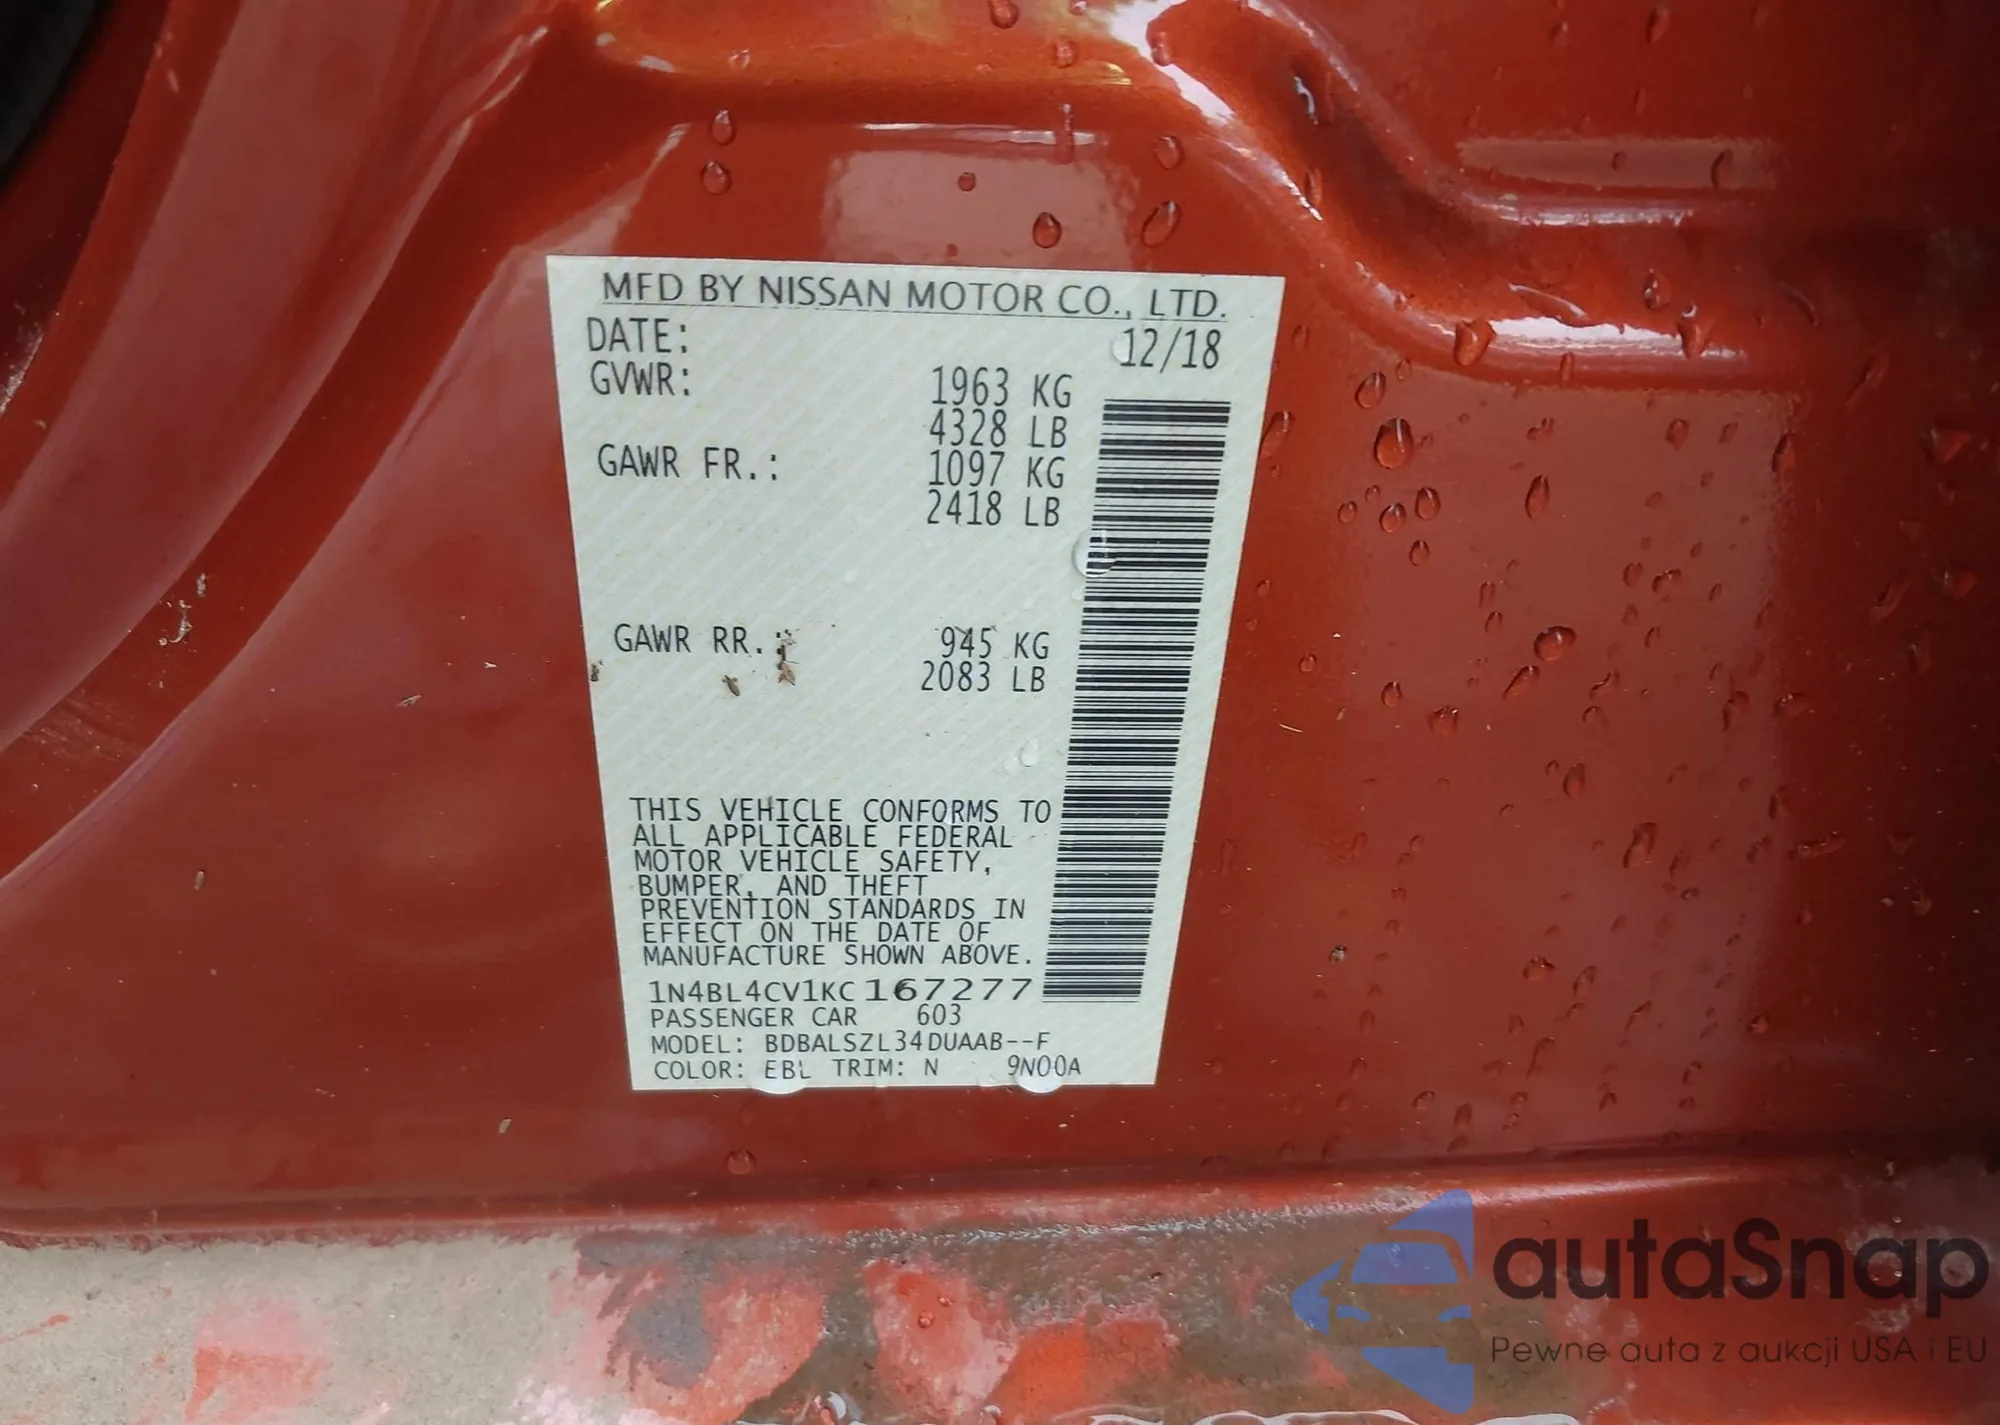 MFD BY NISSAN MOTOR CO., LTD.
DATE: 12/18
GVWR: 1963 KG
4328 LB
GAWR FR.: 1097 KG
2418 LB
GAWR RR.: 945 KG
2083 LB
THIS VEHICLE CONFORMS TO
ALL APPLICABLE FEDERAL
MOTOR VEHICLE SAFETY,
BUMPER, AND THEFT
PREVENTION STANDARDS IN
EFFECT ON THE DATE OF
MANUFACTURE SHOWN ABOVE.
1N4BL4CV1KC167277
PASSENGER CAR 603
MODEL: BDBALSZL34DUAAB--F
COLOR: EBL TRIM: N 9N00A
autaSnap
Pewne auta z aukcji USA i EU